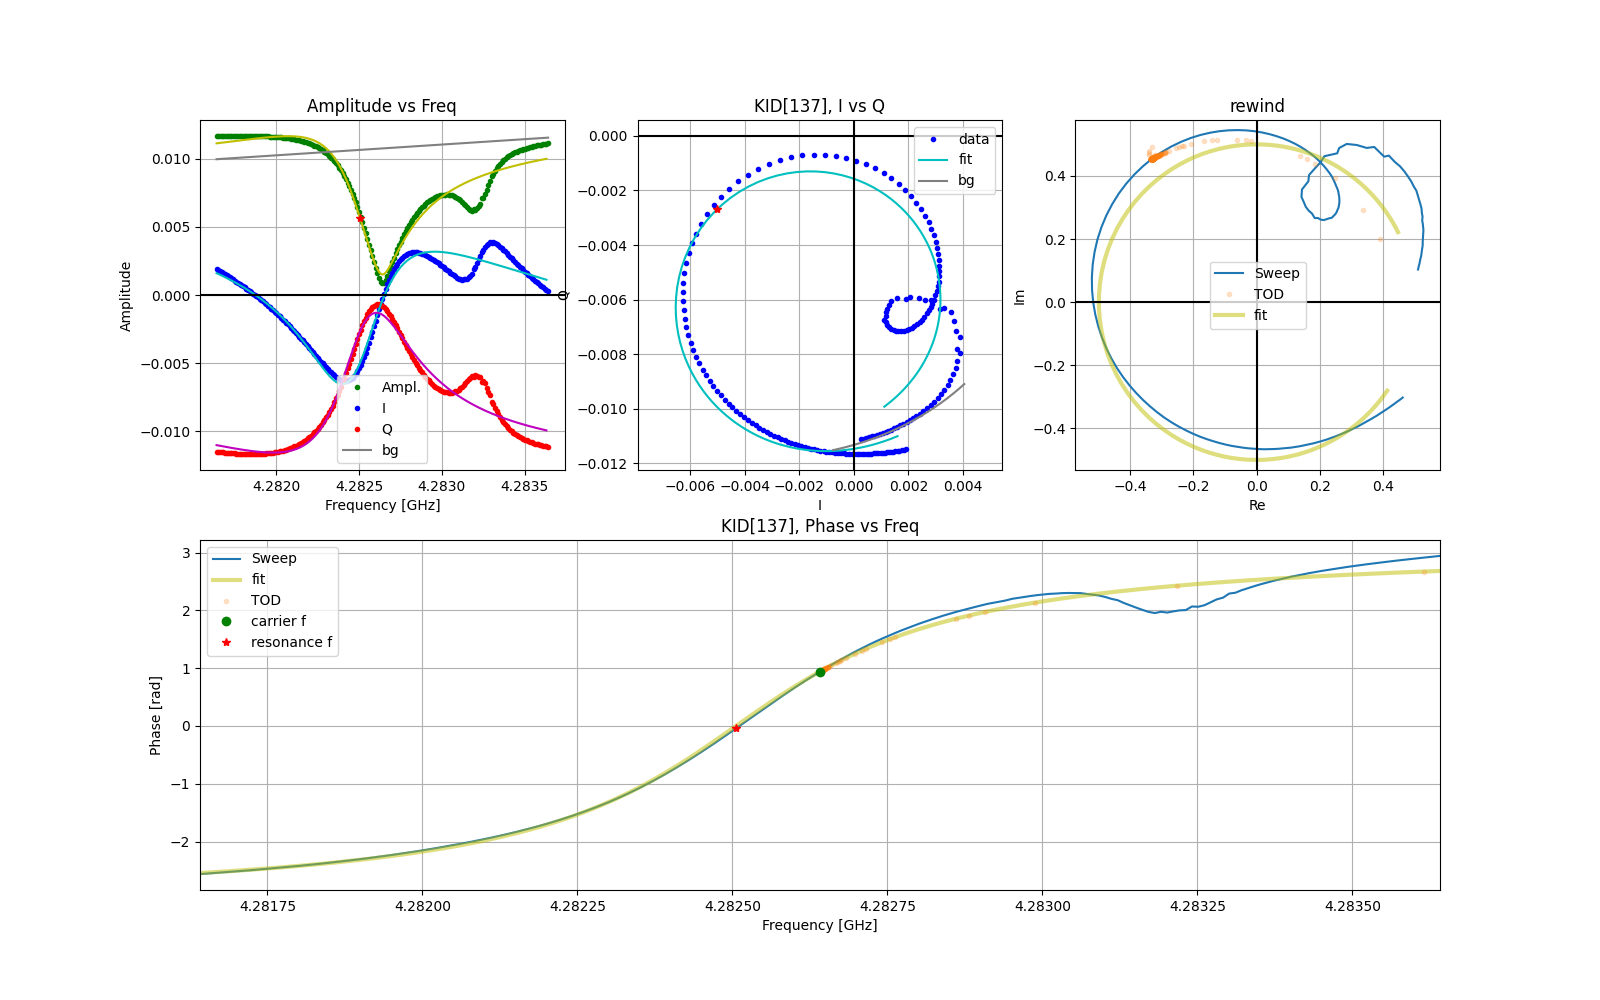 Amplitude vs Freq
Amplitude
0.010
0.005
0.000
−0.005
−0.010
Ampl.
I
Q
bg
4.2820
4.2825
4.2830
4.2835
Frequency [GHz]
KID[137], I vs Q
Q
0.000
−0.002
−0.004
−0.006
−0.008
−0.010
−0.012
data
fit
bg
−0.006
−0.004
−0.002
0.000
0.002
0.004
I
rewind
Im
0.4
0.2
0.0
−0.2
−0.4
Sweep
TOD
fit
−0.4
−0.2
0.0
0.2
0.4
Re
KID[137], Phase vs Freq
Phase [rad]
3
2
1
0
−1
−2
Sweep
fit
TOD
carrier f
resonance f
4.28175
4.28200
4.28225
4.28250
4.28275
4.28300
4.28325
4.28350
Frequency [GHz]